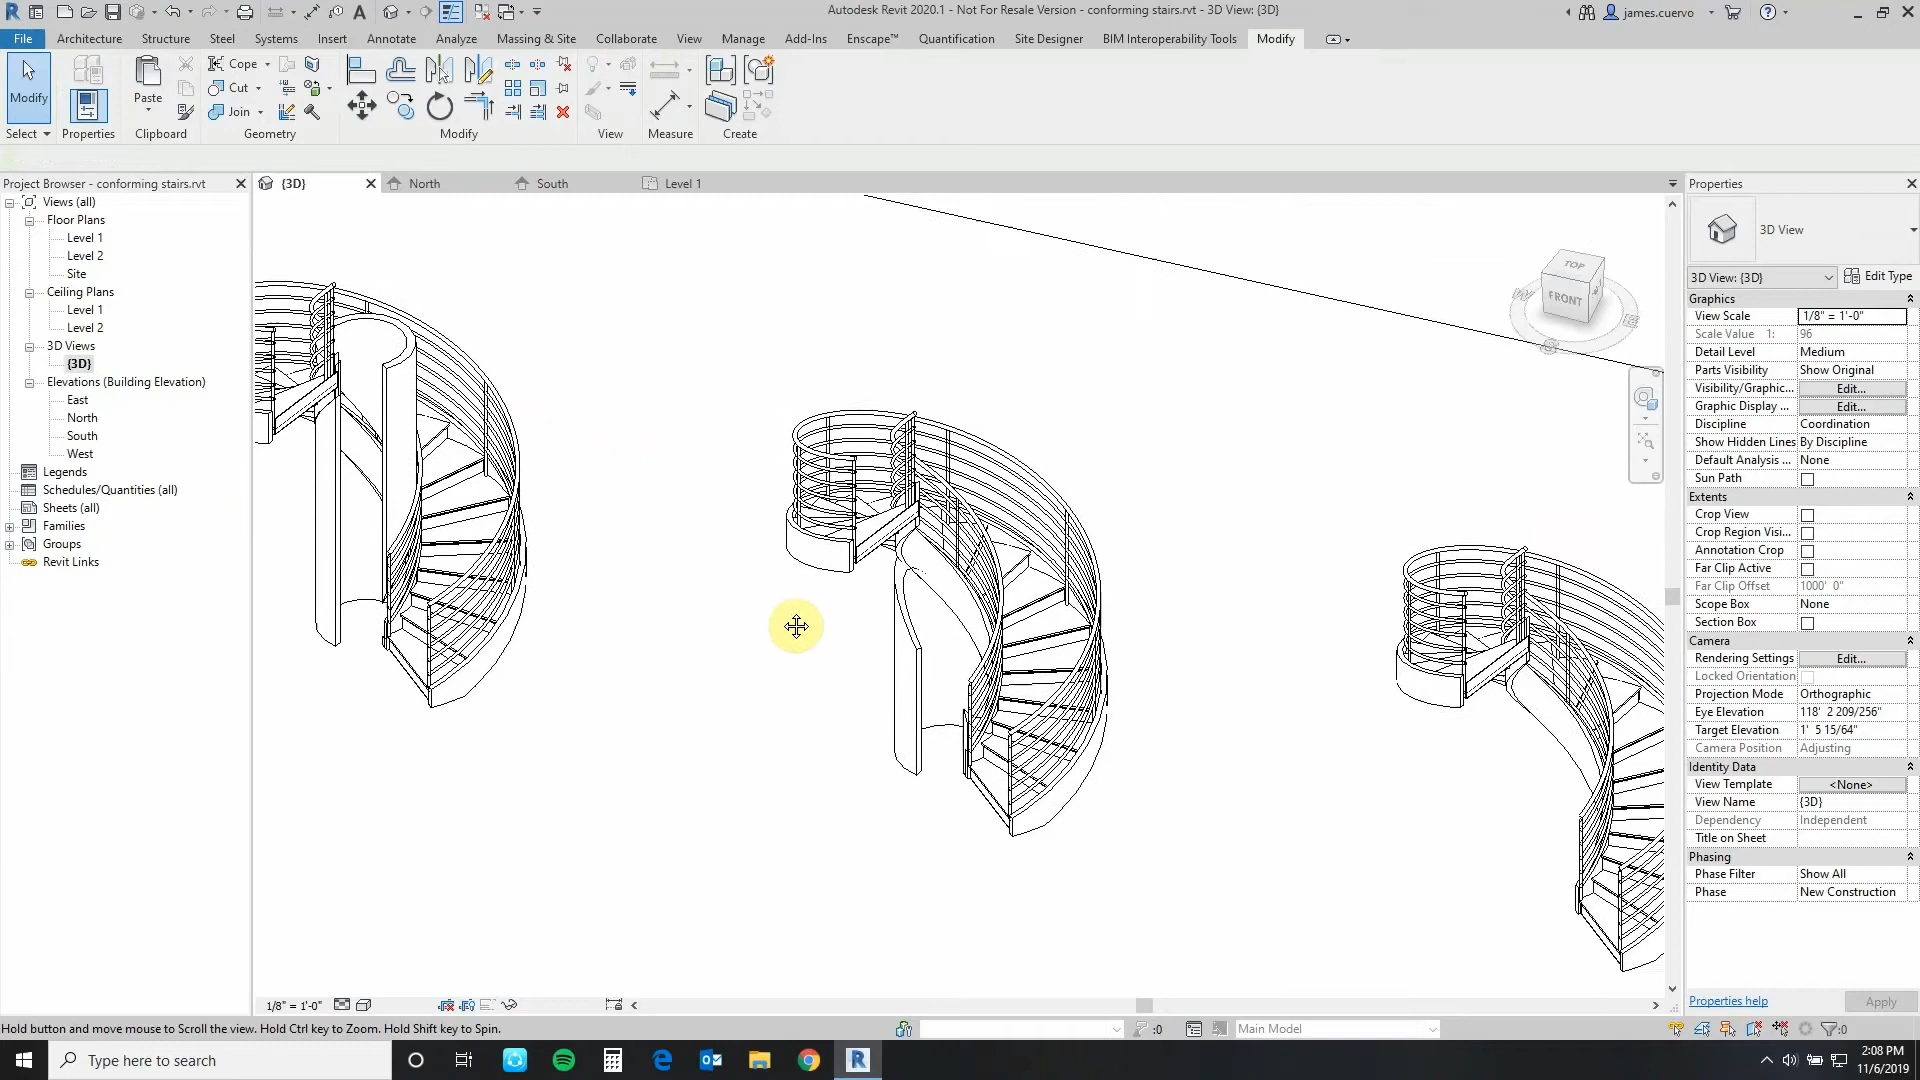 Autodesk Revit 2020.1 - Not For Resale Version - conforming stairs.rvt - 3D View: {3D}
james.cuervo
File Architecture Structure Steel Systems Insert Annotate Analyze Massing & Site Collaborate View Manage Add-Ins Enscape™ Quantification Site Designer BIM Interoperability Tools Modify
Modify
Paste
Cope
Cut
Join
Select Properties Clipboard Geometry Modify View Measure Create
Project Browser - conforming stairs.rvt
{3D} North South Level 1
Views (all)
Floor Plans
Level 1
Level 2
Site
Ceiling Plans
Level 1
Level 2
3D Views
{3D}
Elevations (Building Elevation)
East
North
South
West
Legends
Schedules/Quantities (all)
Sheets (all)
Families
Groups
Revit Links
TOP
FRONT
W
S
E
Properties
3D View
3D View: {3D} Edit Type
Graphics
View Scale 1/8" = 1'-0"
Scale Value 1: 96
Detail Level Medium
Parts Visibility Show Original
Visibility/Graphic... Edit...
Graphic Display ... Edit...
Discipline Coordination
Show Hidden Lines By Discipline
Default Analysis ... None
Sun Path
Extents
Crop View
Crop Region Visi...
Annotation Crop
Far Clip Active
Far Clip Offset 1000' 0"
Scope Box None
Section Box
Camera
Rendering Settings Edit...
Locked Orientation
Projection Mode Orthographic
Eye Elevation 118' 2 209/256"
Target Elevation 1' 5 15/64"
Camera Position Adjusting
Identity Data
View Template <None>
View Name {3D}
Dependency Independent
Title on Sheet
Phasing
Phase Filter Show All
Phase New Construction
Properties help Apply
1/8" = 1'-0"
Hold button and move mouse to Scroll the view. Hold Ctrl key to Zoom. Hold Shift key to Spin.
:0
Main Model
:0
Type here to search
2:08 PM
11/6/2019